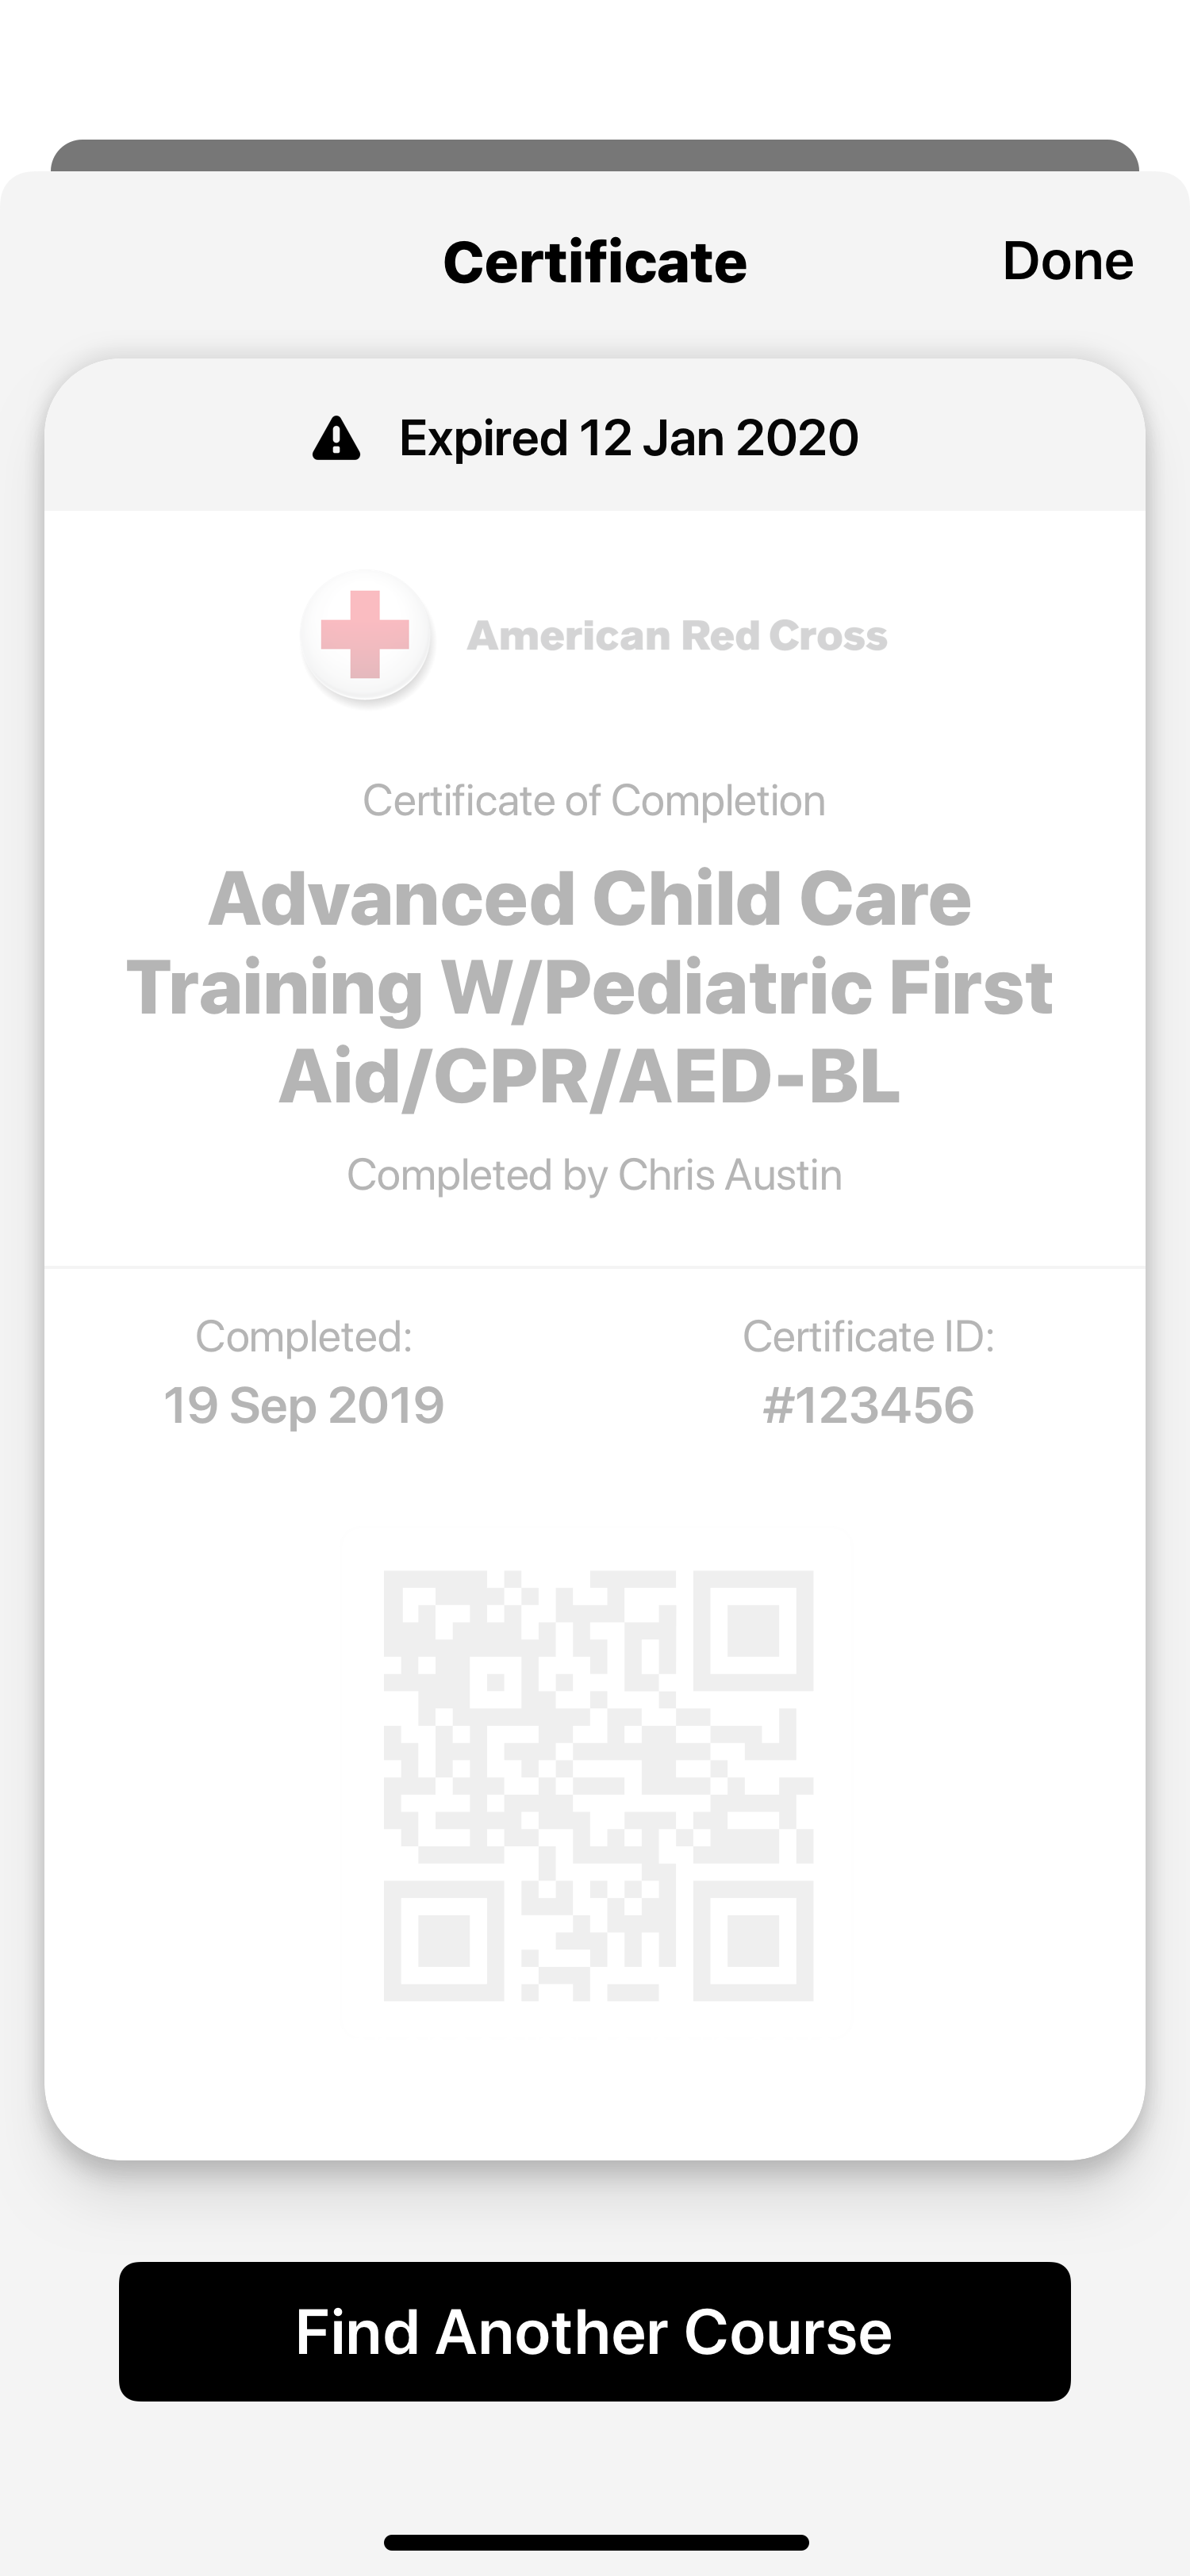 Certificate
Done
Expired 12 Jan 2020
American Red Cross
Certificate of Completion
Advanced Child Care
Training W/Pediatric First
Aid/CPR/AED-BL
Completed by Chris Austin
Completed:
19 Sep 2019
Certificate ID:
#123456
Find Another Course